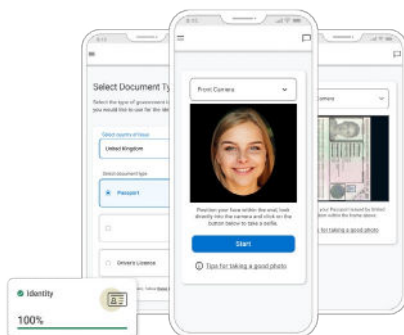 Select Document Ty
Select the type of government i
you would like to use for the ide
Select country of issue
United Kingdom
Select document type
Passport
Driver's Licence
Identity
100%
Front Camera
Position your face within the oval, look
directly into the camera and click on the
button below to take a selfie.
Start
Tips for taking a good photo
amera
your Passport issued by United
within the frame above.
s for taking a good photo